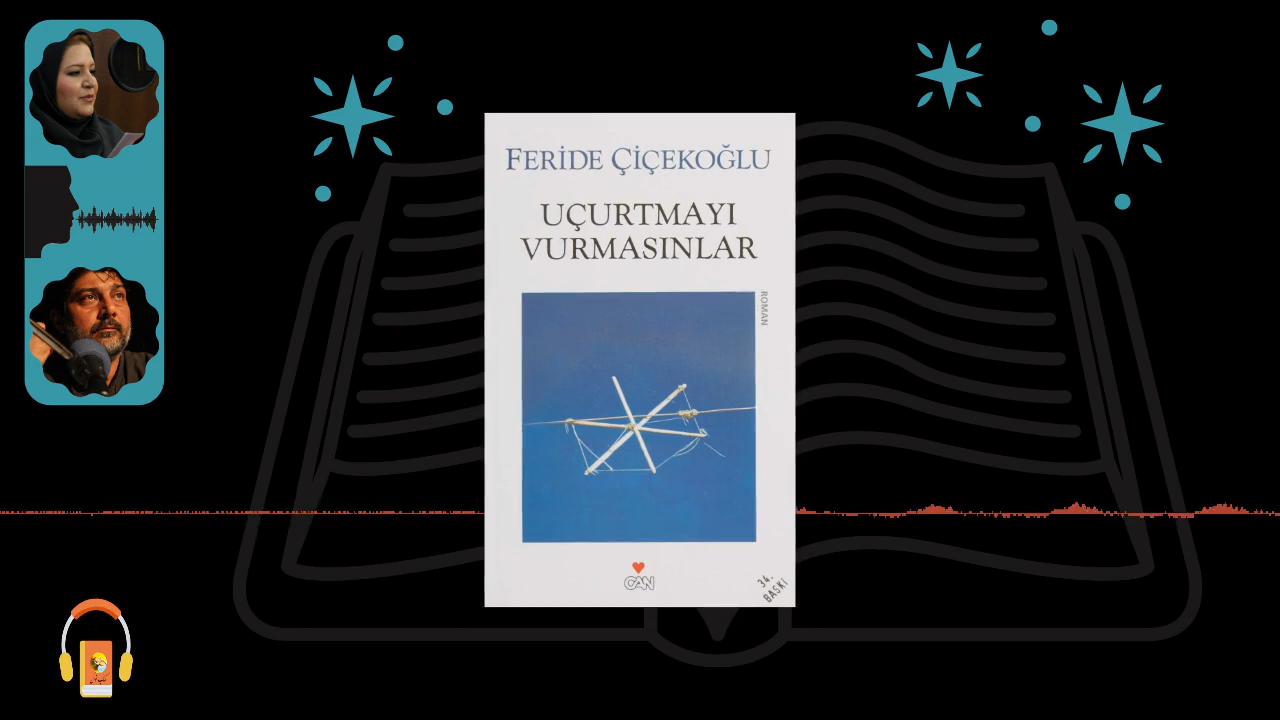 FERİDE ÇİÇEKOĞLU
UÇURTMAYI
VURMASINLAR
ROMAN
CAN
34.
BASKI